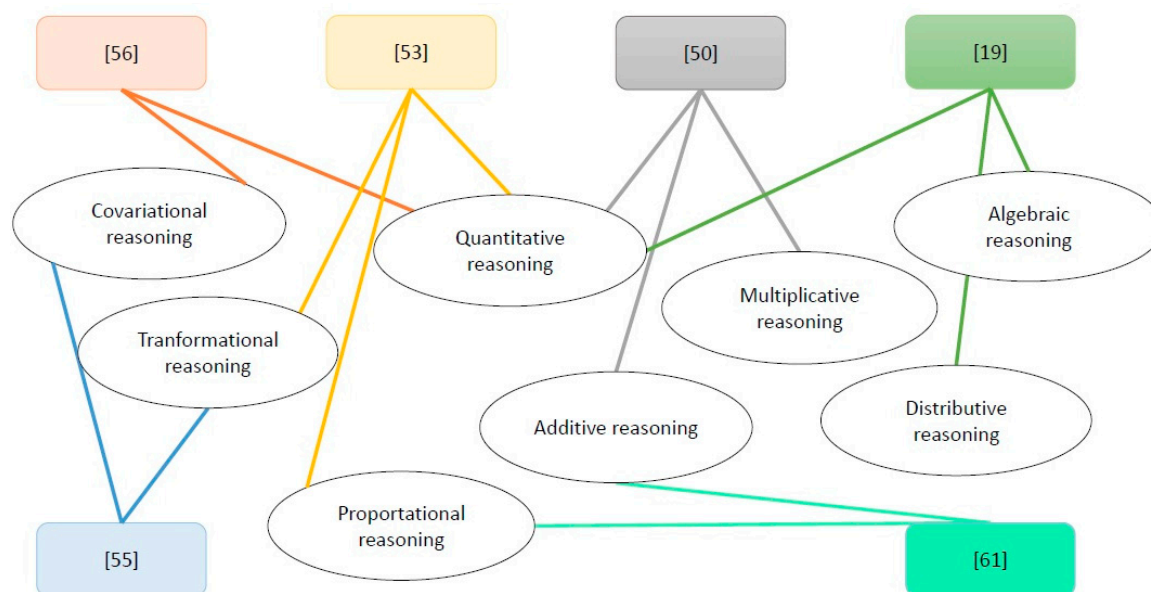 [56]
[53]
[50]
[19]
Covariational
reasoning
Quantitative
reasoning
Algebraic
reasoning
Multiplicative
reasoning
Tranformational
reasoning
Additive reasoning
Distributive
reasoning
Proportational
reasoning
[55]
[61]